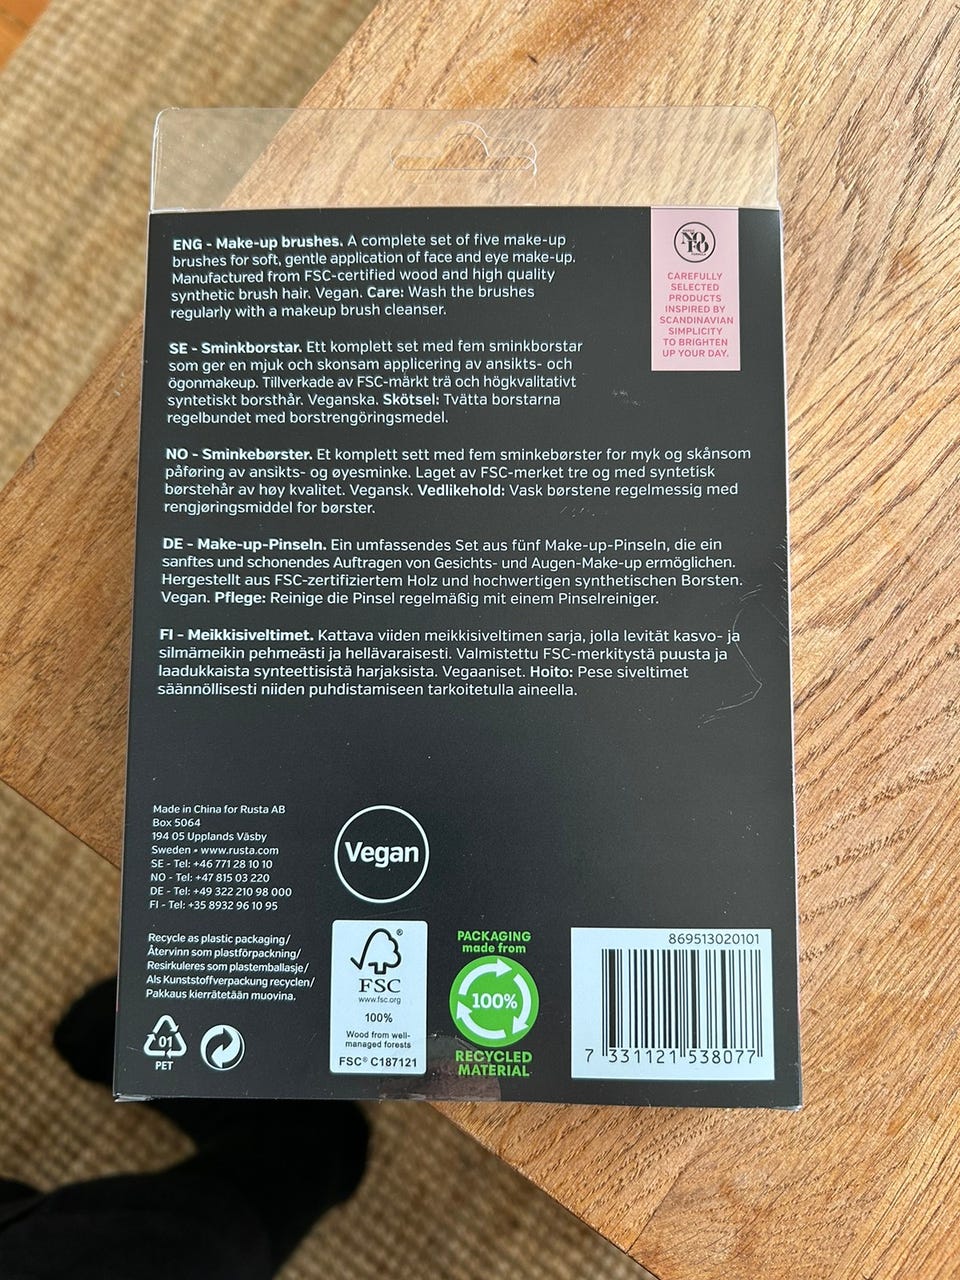 ENG - Make-up brushes. A complete set of five make-up
brushes for soft, gentle application of face and eye make-up.
Manufactured from FSC-certified wood and high quality
synthetic brush hair. Vegan. Care: Wash the brushes
regularly with a makeup brush cleanser.
SE - Sminkborstar. Ett komplett set med fem sminkborstar
som ger en mjuk och skonsam applicering av ansikts- och
ögonmakeup. Tillverkade av FSC-märkt trä och högkvalitativt
syntetiskt borsthår. Veganska. Skötsel: Tvätta borstarna
regelbundet med borstrengöringsmedel.
NO - Sminkebørster. Et komplett sett med fem sminkebørster for myk og skånsom
påføring av ansikts- og øyesminke. Laget av FSC-merket tre og med syntetisk
børstehår av høy kvalitet. Vegansk. Vedlikehold: Vask børstene regelmessig med
rengjøringsmiddel for børster.
DE - Make-up-Pinseln. Ein umfassendes Set aus fünf Make-up-Pinseln, die ein
sanftes und schonendes Auftragen von Gesichts- und Augen-Make-up ermöglichen.
Hergestellt aus FSC-zertifiziertem Holz und hochwertigen synthetischen Borsten.
Vegan. Pflege: Reinige die Pinsel regelmäßig mit einem Pinselreiniger.
FI - Meikkisiveltimet. Kattava viiden meikkisiveltimen sarja, jolla levität kasvo- ja
silmämeikin pehmeästi ja hellävaraisesti. Valmistettu FSC-merkitystä puusta ja
laadukkaista synteettisistä harjaksista. Vegaaniset. Hoito: Pese siveltimet
säännöllisesti niiden puhdistamiseen tarkoitetulla aineella.
NO
FO
CAREFULLY
SELECTED
PRODUCTS
INSPIRED BY
SCANDINAVIAN
SIMPLICITY
TO BRIGHTEN
UP YOUR DAY.
Made in China for Rusta AB
Box 5064
194 05 Upplands Väsby
Sweden • www.rusta.com
SE - Tel: +46 771 28 10 10
NO - Tel: +47 815 03 220
DE - Tel: +49 322 210 98 000
FI - Tel: +35 8932 96 10 95
Vegan
Recycle as plastic packaging/
Återvinn som plastförpackning/
Resirkuleres som plastemballasje/
Als Kunststoffverpackung recyclen/
Pakkaus kierrätetään muovina.
01
PET
®
FSC
www.fsc.org
100%
Wood from well-
managed forests
FSC® C187121
PACKAGING
made from
100%
RECYCLED
MATERIAL
869513020101
7 331121 538077